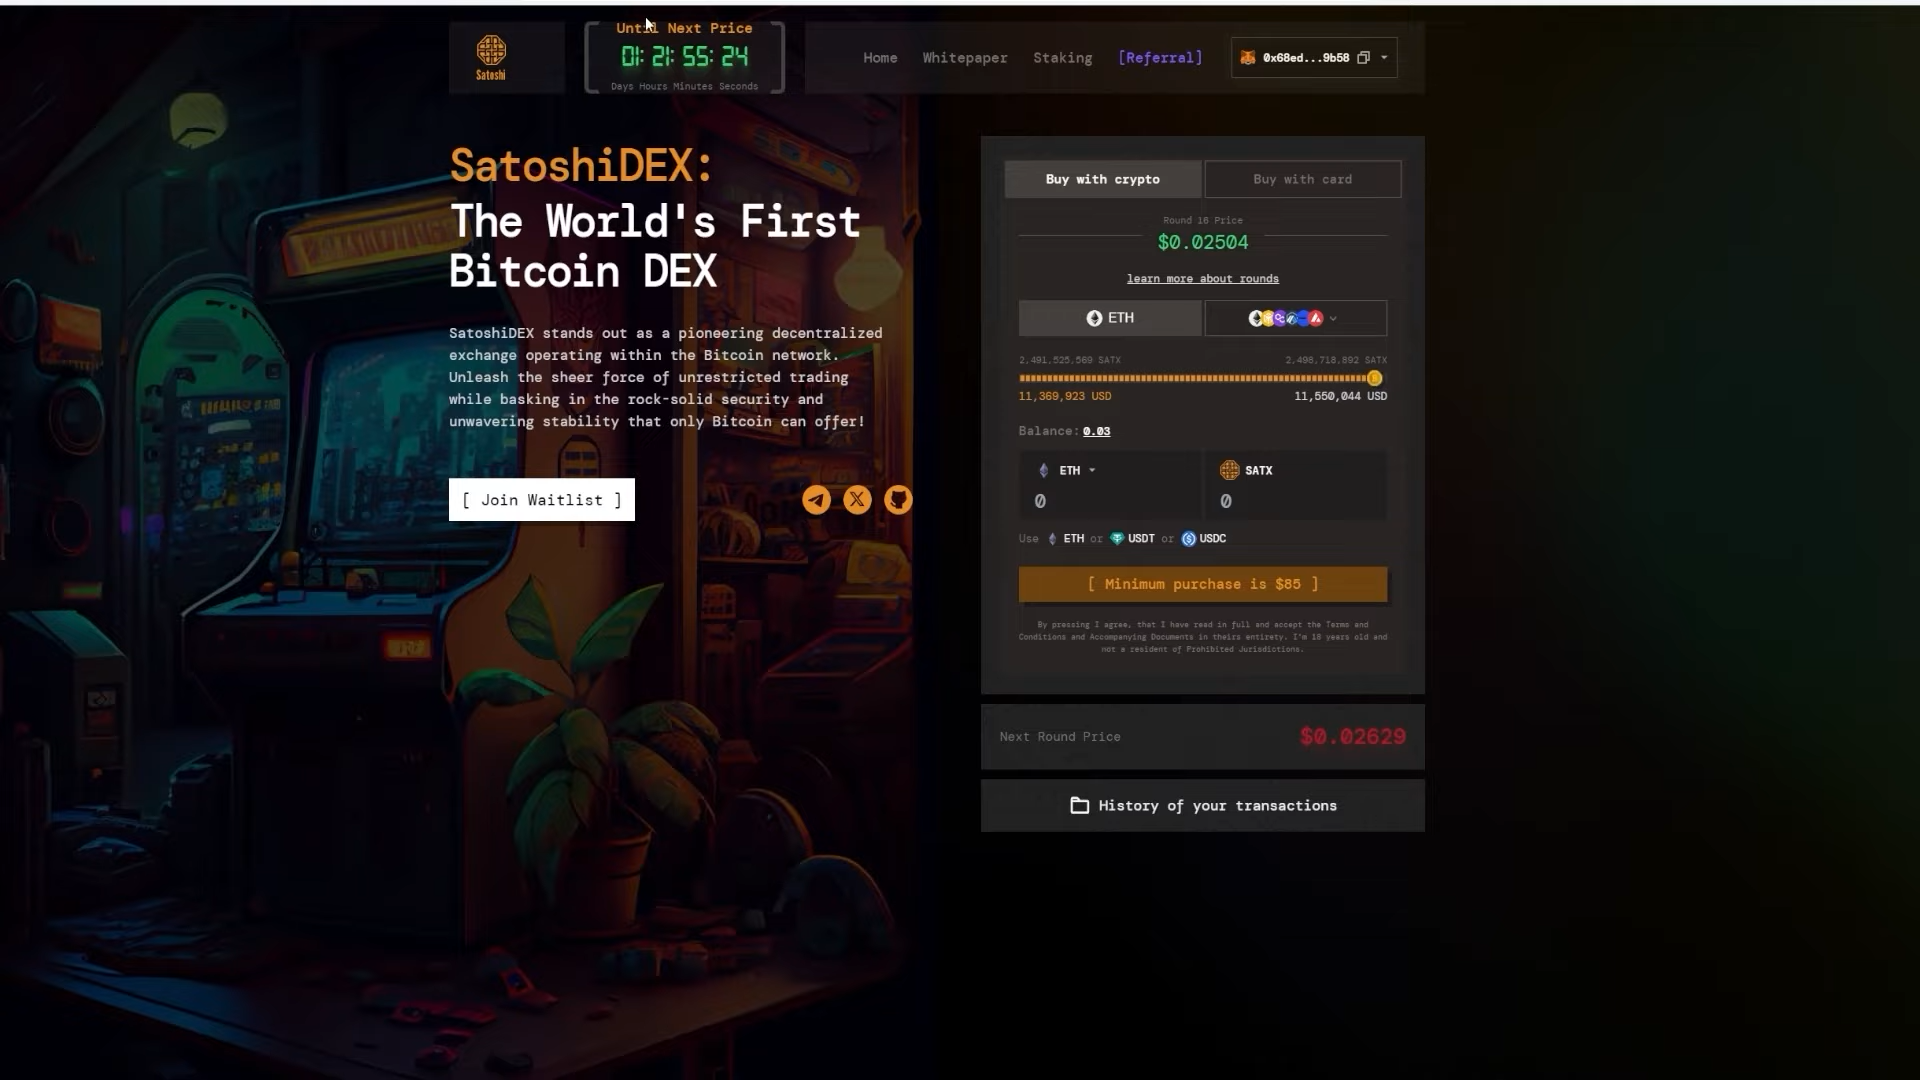 Satoshi
Until Next Price
01: 21: 55: 24
Days Hours Minutes Seconds
Home
Whitepaper
Staking
[Referral]
0x68ed...9b58
SatoshiDEX:
The World's First
Bitcoin DEX
SatoshiDEX stands out as a pioneering decentralized
exchange operating within the Bitcoin network.
Unleash the sheer force of unrestricted trading
while basking in the rock-solid security and
unwavering stability that only Bitcoin can offer!
[ Join Waitlist ]
Buy with crypto
Buy with card
Round 16 Price
$0.02504
learn more about rounds
ETH
2,491,525,569 SATX
2,498,718,892 SATX
11,369,923 USD
11,550,044 USD
Balance: 0.03
ETH
SATX
0
0
Use ETH or USDT or USDC
[ Minimum purchase is $85 ]
By pressing I agree, that I have read in full and accept the Terms and
Conditions and Accompanying Documents in theirs entirety. I'm 18 years old and
not a resident of Prohibited Jurisdictions.
Next Round Price
$0.02629
History of your transactions